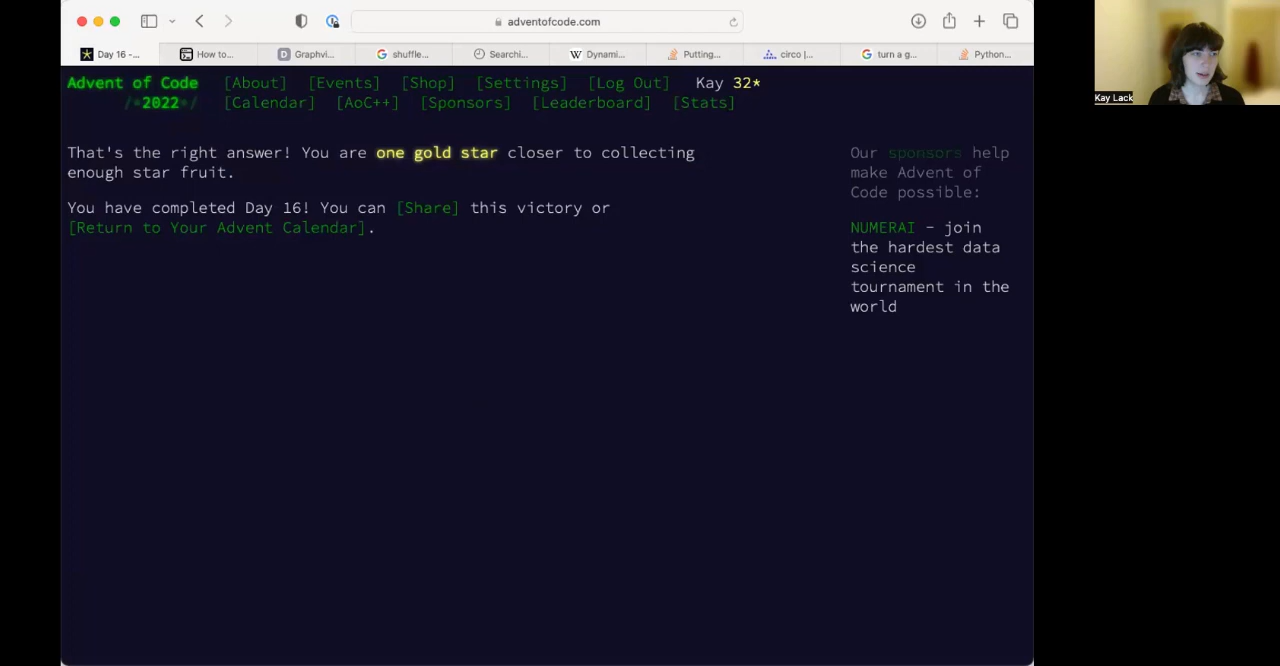 adventofcode.com
Day 16 -...
How to...
Graphvi...
shuffle...
Searchi...
Dynami...
Putting...
circo |...
turn a g...
Python...
Advent of Code [About] [Events] [Shop] [Settings] [Log Out] Kay 32*
/*2022*/ [Calendar] [AoC++] [Sponsors] [Leaderboard] [Stats]
That's the right answer! You are one gold star closer to collecting
enough star fruit.
You have completed Day 16! You can [Share] this victory or
[Return to Your Advent Calendar].
Our sponsors help
make Advent of
Code possible:
NUMERAI - join
the hardest data
science
tournament in the
world
Kay Lack